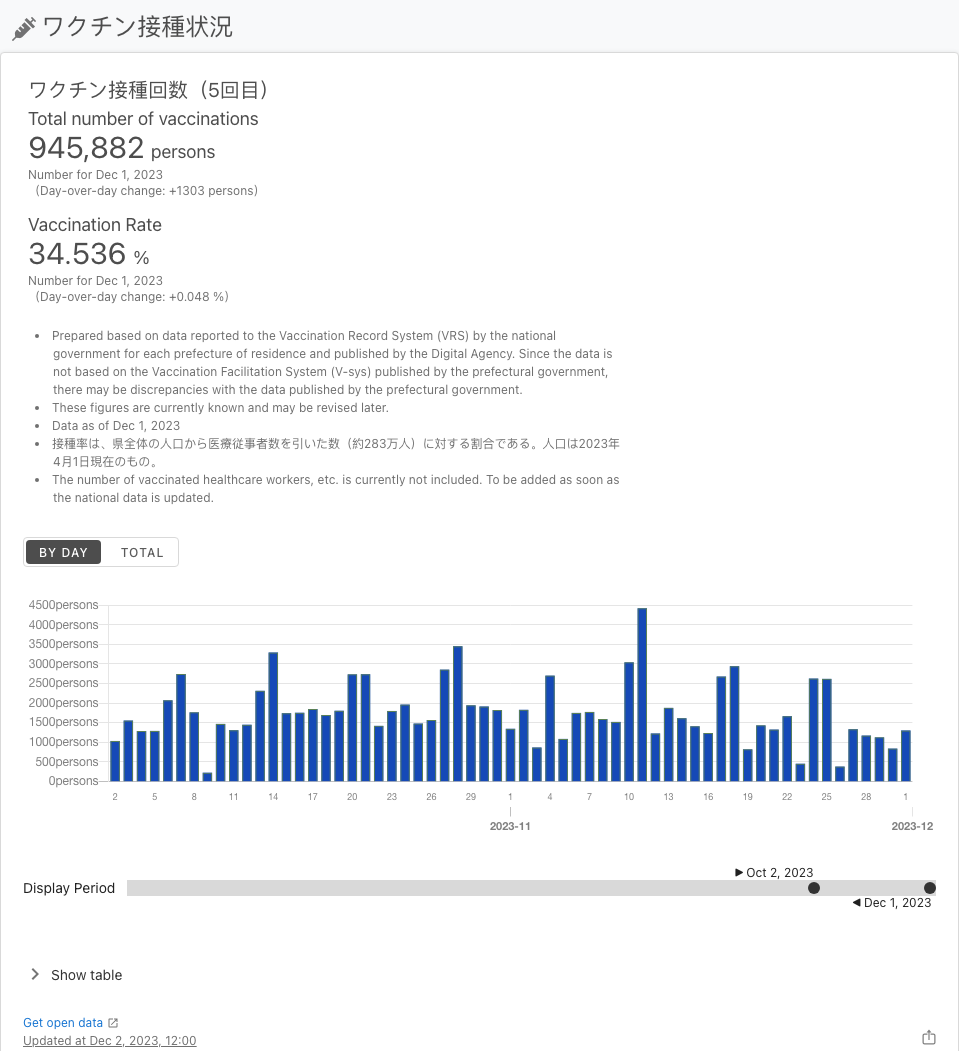 ワクチン接種状況
ワクチン接種回数（5回目）
Total number of vaccinations
945,882 persons
Number for Dec 1, 2023
（Day-over-day change: +1303 persons）
Vaccination Rate
34.536 %
Number for Dec 1, 2023
（Day-over-day change: +0.048 %）
• Prepared based on data reported to the Vaccination Record System (VRS) by the national
government for each prefecture of residence and published by the Digital Agency. Since the data is
not based on the Vaccination Facilitation System (V-sys) published by the prefectural government,
there may be discrepancies with the data published by the prefectural government.
• These figures are currently known and may be revised later.
• Data as of Dec 1, 2023
• 接種率は、県全体の人口から医療従事者数を引いた数（約283万人）に対する割合である。人口は2023年
4月1日現在のもの。
• The number of vaccinated healthcare workers, etc. is currently not included. To be added as soon as
the national data is updated.
BY DAY TOTAL
4500persons
4000persons
3500persons
3000persons
2500persons
2000persons
1500persons
1000persons
500persons
0persons
2 5 8 11 14 17 20 23 26 29 1 4 7 10 13 16 19 22 25 28 1
2023-11 2023-12
Oct 2, 2023
Display Period
Dec 1, 2023
Show table
Get open data
Updated at Dec 2, 2023, 12:00